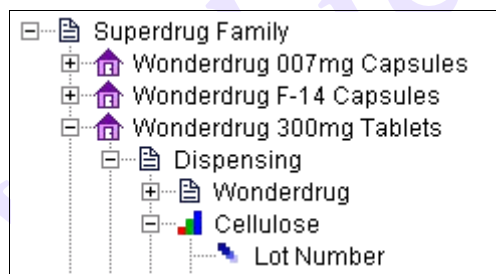 Superdrug Family
Wonderdrug 007mg Capsules
Wonderdrug F-14 Capsules
Wonderdrug 300mg Tablets
Dispensing
Wonderdrug
Cellulose
Lot Number